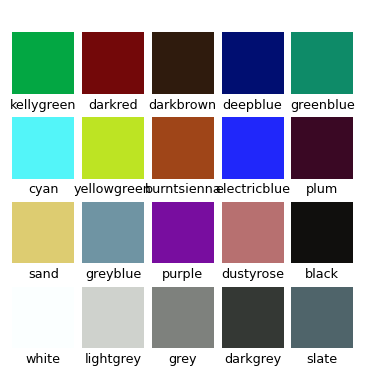 kellygreen darkred darkbrown deepblue greenblue
cyan yellowgreen burntsienna electricblue plum
sand greyblue purple dustyrose black
white lightgrey grey darkgrey slate